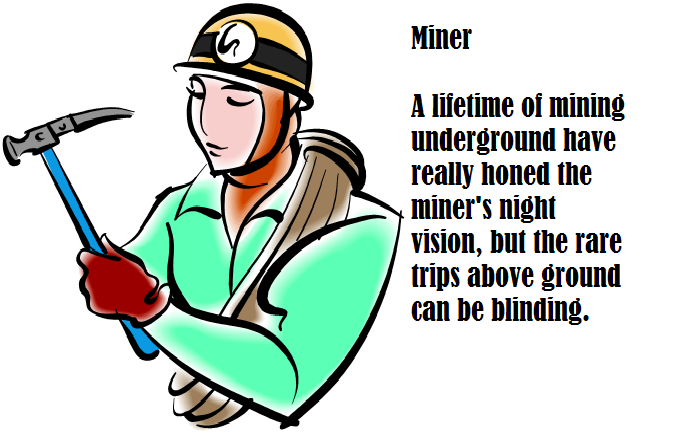 Miner
A lifetime of mining
underground have
really honed the
miner's night
vision, but the rare
trips above ground
can be blinding.